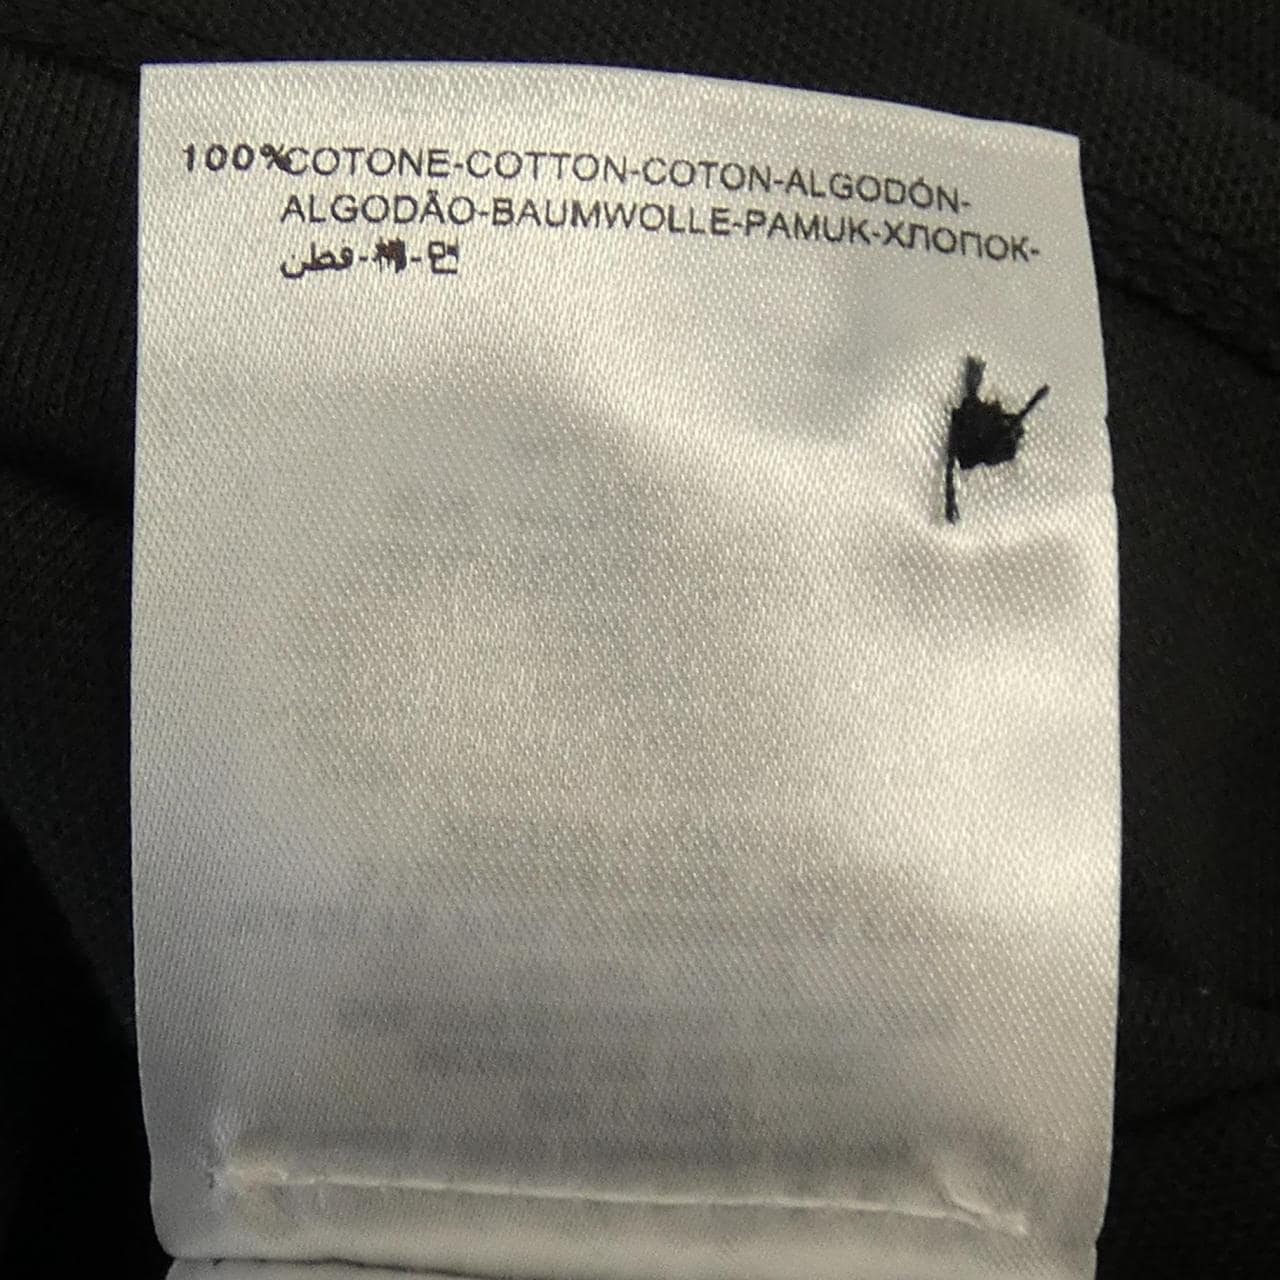 100%COTONE-COTTON-COTON-ALGODÓN-
ALGODÃO-BAUMWOLLE-PAMUK-ХЛОПОК-
قطن-棉-면